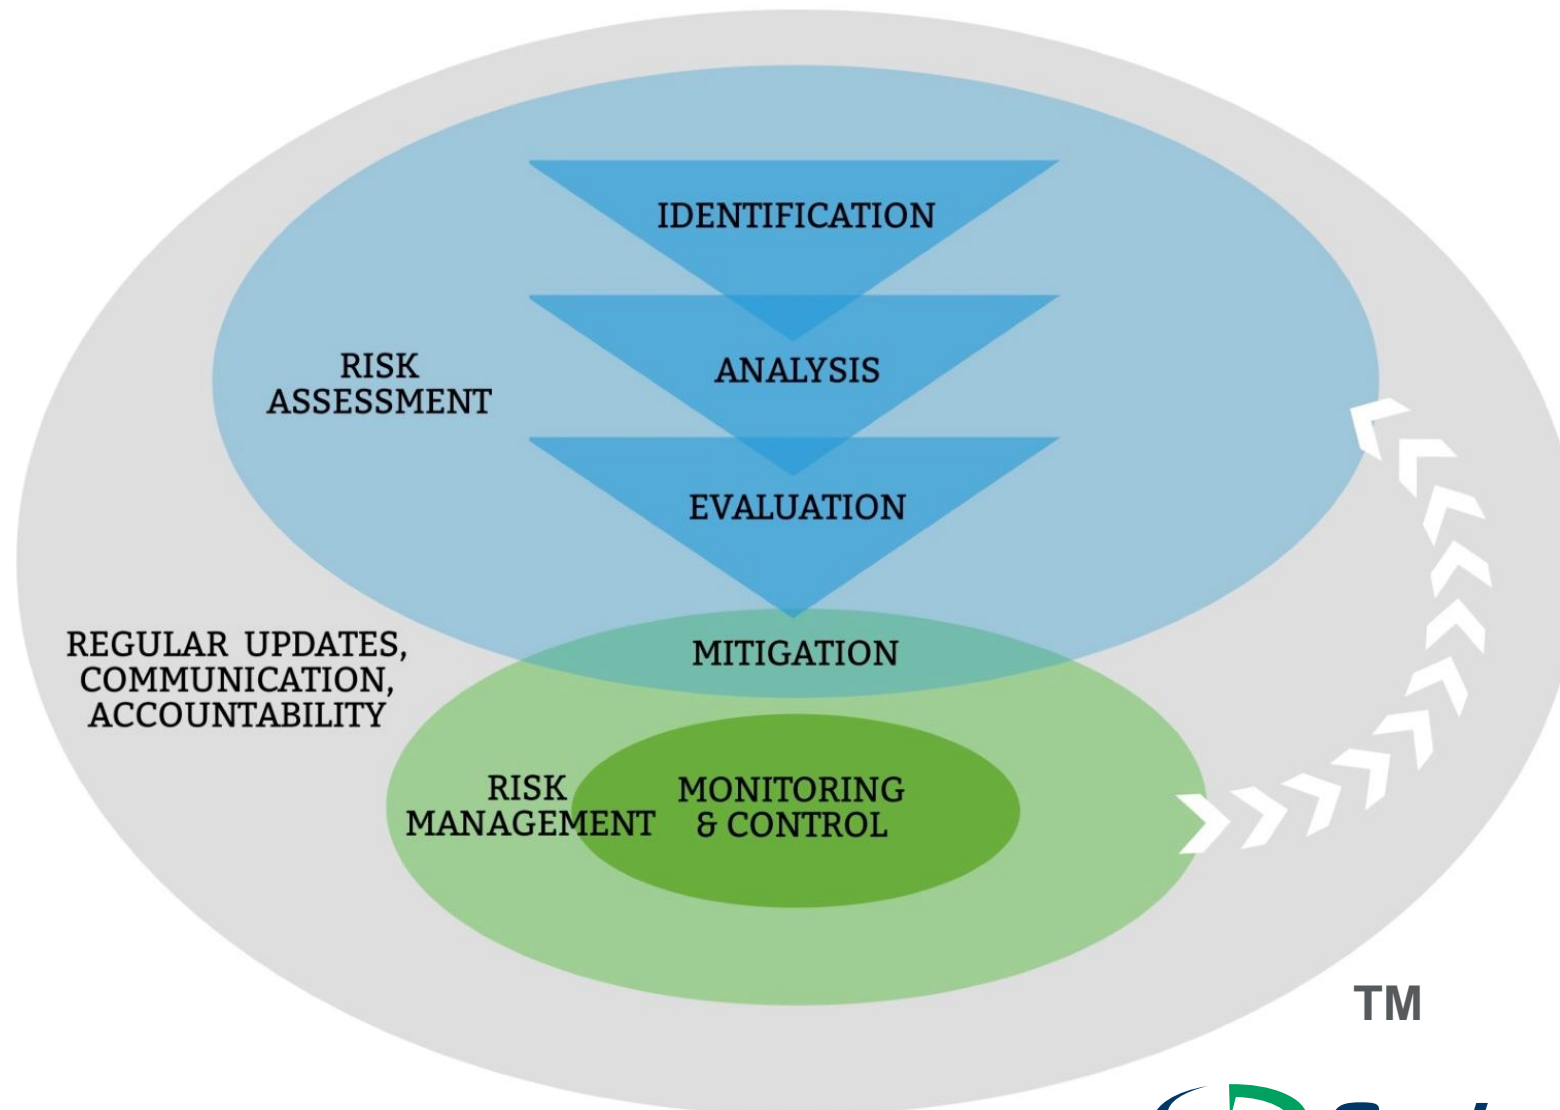 IDENTIFICATION
RISK
ASSESSMENT
ANALYSIS
EVALUATION
REGULAR UPDATES,
COMMUNICATION,
ACCOUNTABILITY
MITIGATION
RISK
MANAGEMENT
MONITORING
& CONTROL
TM